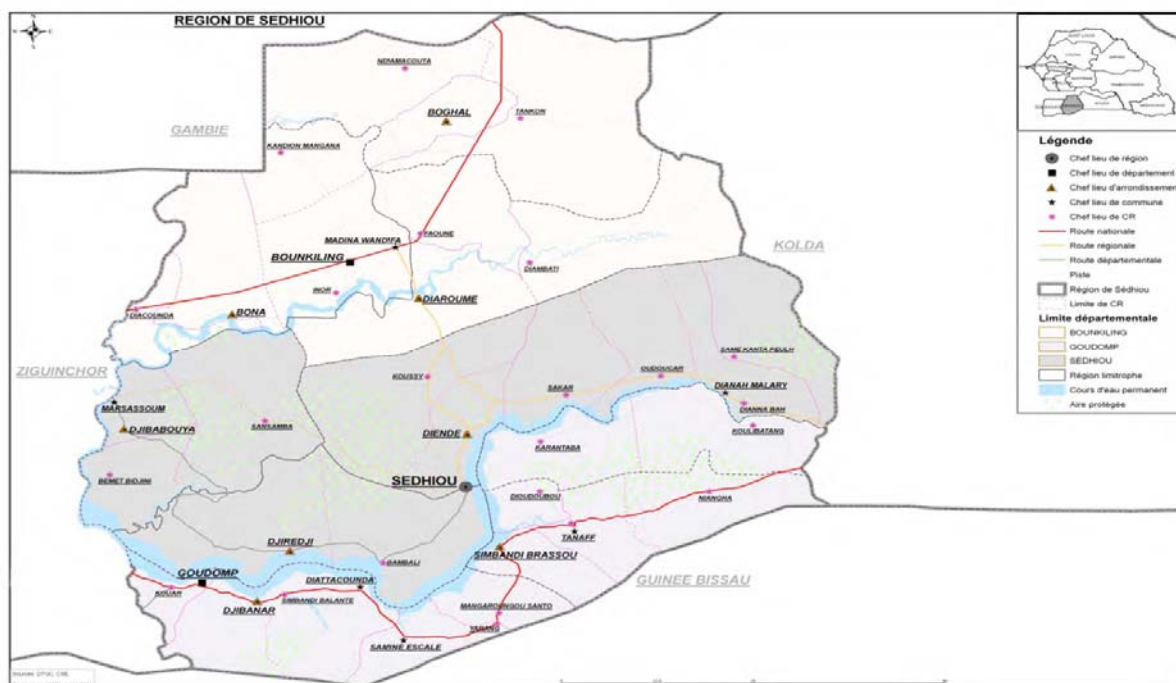 REGION DE SEDHIOU
NDIAMACOUTA
BOGHAL
TANKON
GAMBIE
KANDION MANGANA
FAOUNE
MADINA WANDIFA
BOUNKILING
DIAMBATI
KOLDA
INOR
DIAROUME
DIACOUNDA
BONA
ZIGUINCHOR
SAME KANTA PEULH
KOUSSY
OUDOUCAR
SAKAR
DIANAH MALARY
MARSASSOUM
DIANNA BAH
DJIBABOUYA
SANSAMBA
DIENDE
KOULIBATANG
KARANTABA
BEMET BIDJINI
SEDHIOU
DIOUDOUBOU
NIANGHA
TANAFF
DJIREDJI
SIMBANDI BRASSOU
BAMBALI
GOUDOMP
DIATTACOUNDA
GUINEE BISSAU
KOUAR
SIMBANDI BALANTE
DJIBANAR
MANGAROUNGOU SANTO
YARANG
SAMINE ESCALE
Légende
Chef lieu de région
Chef lieu de département
Chef lieu d'arrondissement
Chef lieu de commune
Chef lieu de CR
Route nationale
Route régionale
Route départementale
Piste
Région de Sédhiou
Limite de CR
Limite départementale
BOUNKILING
GOUDOMP
SEDHIOU
Région limitrophe
Cours d'eau permanent
Aire protégée